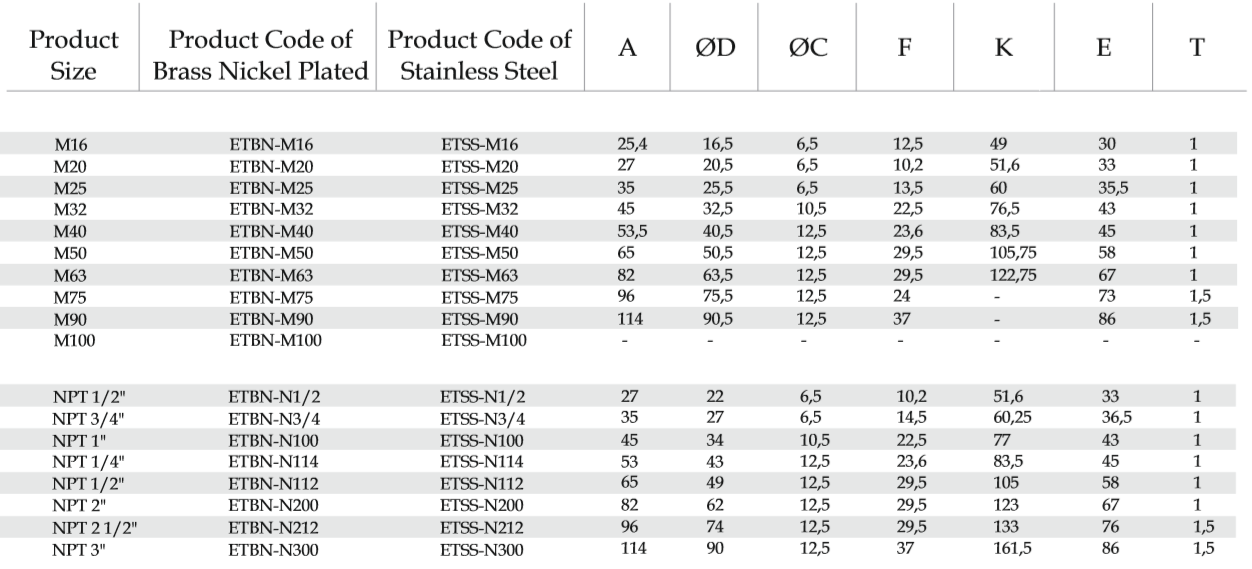 Product Size Product Code of Brass Nickel Plated Product Code of Stainless Steel A ØD ØC F K E T
M16 ETBN-M16 ETSS-M16 25,4 16,5 6,5 12,5 49 30 1
M20 ETBN-M20 ETSS-M20 27 20,5 6,5 10,2 51,6 33 1
M25 ETBN-M25 ETSS-M25 35 25,5 6,5 13,5 60 35,5 1
M32 ETBN-M32 ETSS-M32 45 32,5 10,5 22,5 76,5 43 1
M40 ETBN-M40 ETSS-M40 53,5 40,5 12,5 23,6 83,5 45 1
M50 ETBN-M50 ETSS-M50 65 50,5 12,5 29,5 105,75 58 1
M63 ETBN-M63 ETSS-M63 82 63,5 12,5 29,5 122,75 67 1
M75 ETBN-M75 ETSS-M75 96 75,5 12,5 24 - 73 1,5
M90 ETBN-M90 ETSS-M90 114 90,5 12,5 37 - 86 1,5
M100 ETBN-M100 ETSS-M100 - - - - - - -
NPT 1/2" ETBN-N1/2 ETSS-N1/2 27 22 6,5 10,2 51,6 33 1
NPT 3/4" ETBN-N3/4 ETSS-N3/4 35 27 6,5 14,5 60,25 36,5 1
NPT 1" ETBN-N100 ETSS-N100 45 34 10,5 22,5 77 43 1
NPT 1/4" ETBN-N114 ETSS-N114 53 43 12,5 23,6 83,5 45 1
NPT 1/2" ETBN-N112 ETSS-N112 65 49 12,5 29,5 105 58 1
NPT 2" ETBN-N200 ETSS-N200 82 62 12,5 29,5 123 67 1
NPT 2 1/2" ETBN-N212 ETSS-N212 96 74 12,5 29,5 133 76 1,5
NPT 3" ETBN-N300 ETSS-N300 114 90 12,5 37 161,5 86 1,5